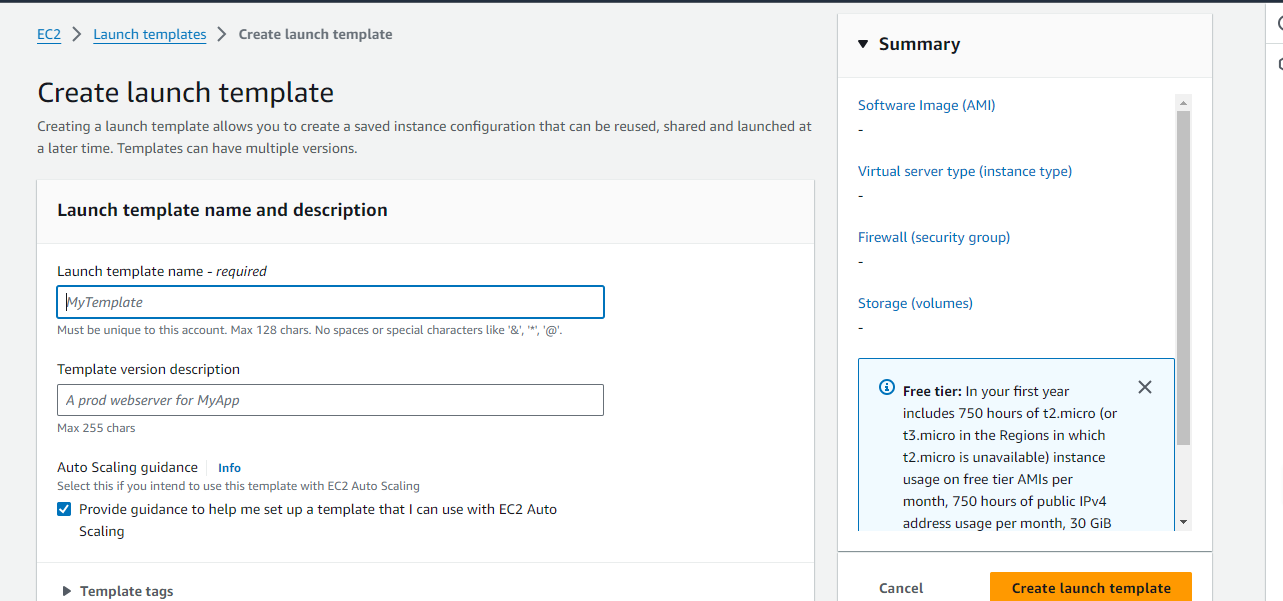 EC2 > Launch templates > Create launch template
Create launch template
Creating a launch template allows you to create a saved instance configuration that can be reused, shared and launched at
a later time. Templates can have multiple versions.
Launch template name and description
Launch template name - required
MyTemplate
Must be unique to this account. Max 128 chars. No spaces or special characters like '&', '*', '@'.
Template version description
A prod webserver for MyApp
Max 255 chars
Auto Scaling guidance Info
Select this if you intend to use this template with EC2 Auto Scaling
Provide guidance to help me set up a template that I can use with EC2 Auto
Scaling
Template tags
Summary
Software Image (AMI)
-
Virtual server type (instance type)
-
Firewall (security group)
-
Storage (volumes)
-
Free tier: In your first year
includes 750 hours of t2.micro (or
t3.micro in the Regions in which
t2.micro is unavailable) instance
usage on free tier AMIs per
month, 750 hours of public IPv4
address usage per month, 30 GiB
Cancel
Create launch template